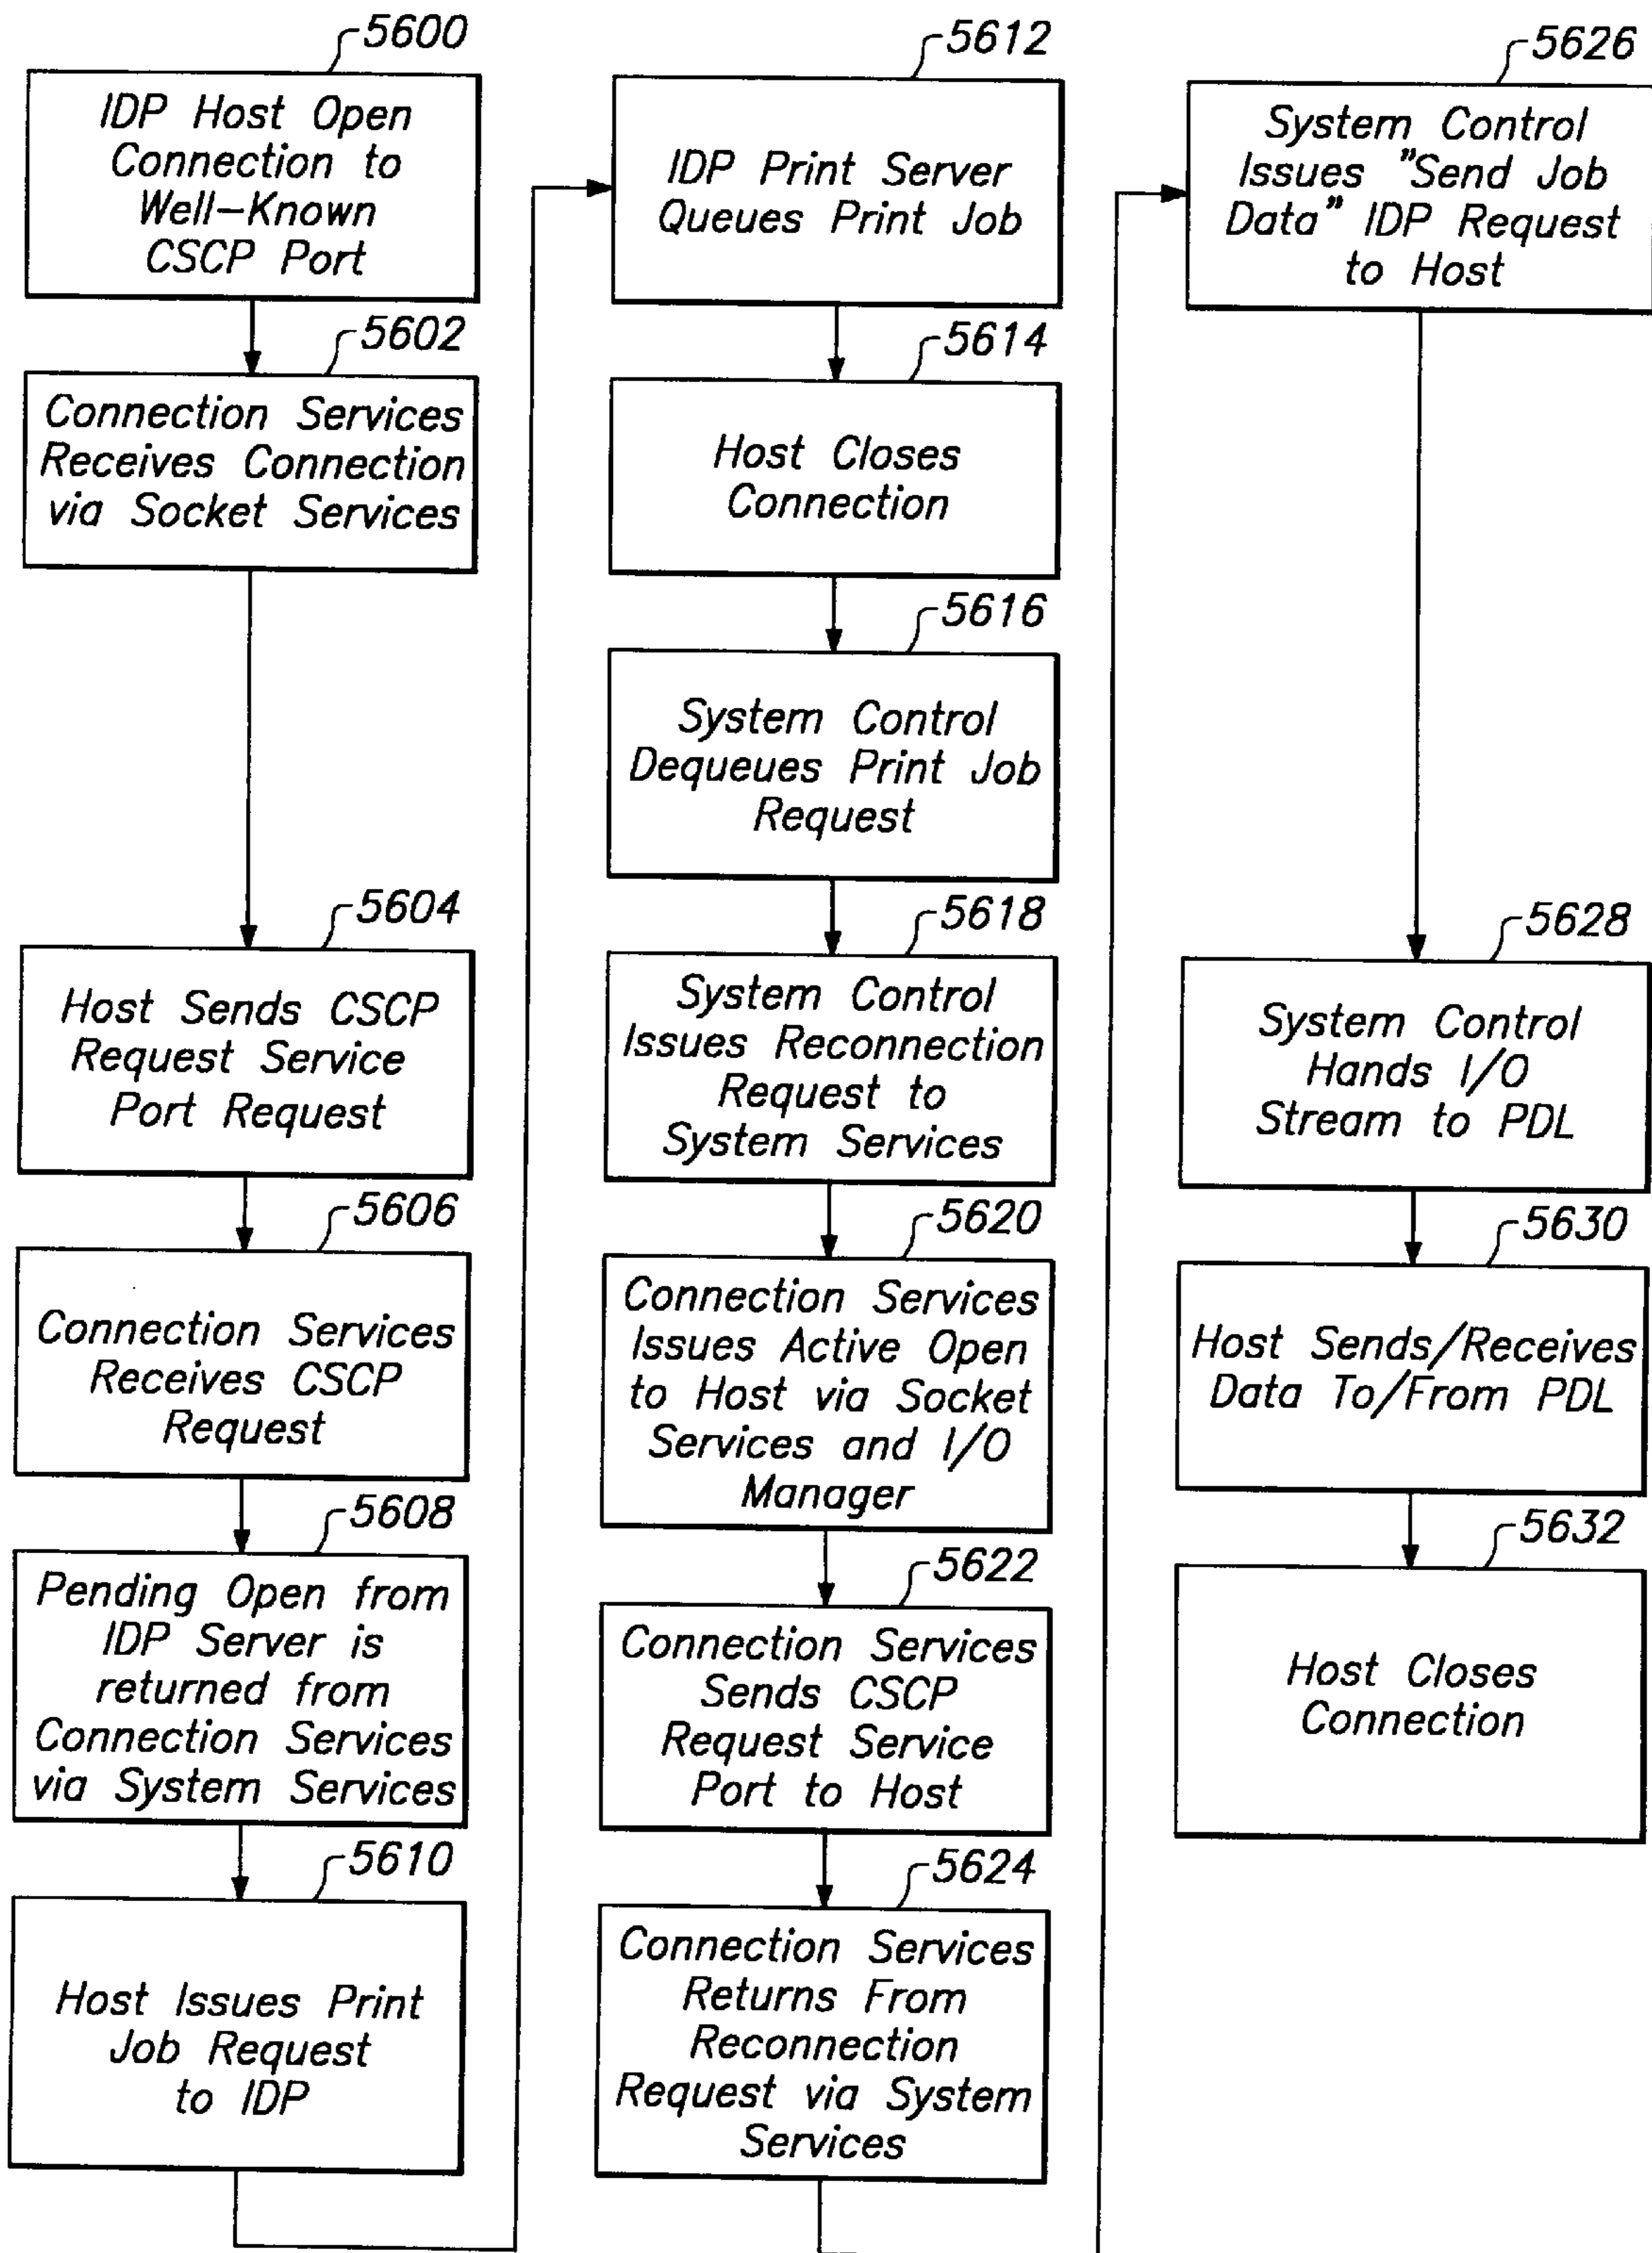 5600
IDP Host Open
Connection to
Well-Known
CSCP Port
5602
Connection Services
Receives Connection
via Socket Services
5604
Host Sends CSCP
Request Service
Port Request
5606
Connection Services
Receives CSCP
Request
5608
Pending Open from
IDP Server is
returned from
Connection Services
via System Services
5610
Host Issues Print
Job Request
to IDP
5612
IDP Print Server
Queues Print Job
5614
Host Closes
Connection
5616
System Control
Dequeues Print Job
Request
5618
System Control
Issues Reconnection
Request to
System Services
5620
Connection Services
Issues Active Open
to Host via Socket
Services and I/O
Manager
5622
Connection Services
Sends CSCP
Request Service
Port to Host
5624
Connection Services
Returns From
Reconnection
Request via System
Services
5626
System Control
Issues "Send Job
Data" IDP Request
to Host
5628
System Control
Hands I/O
Stream to PDL
5630
Host Sends/Receives
Data To/From PDL
5632
Host Closes
Connection